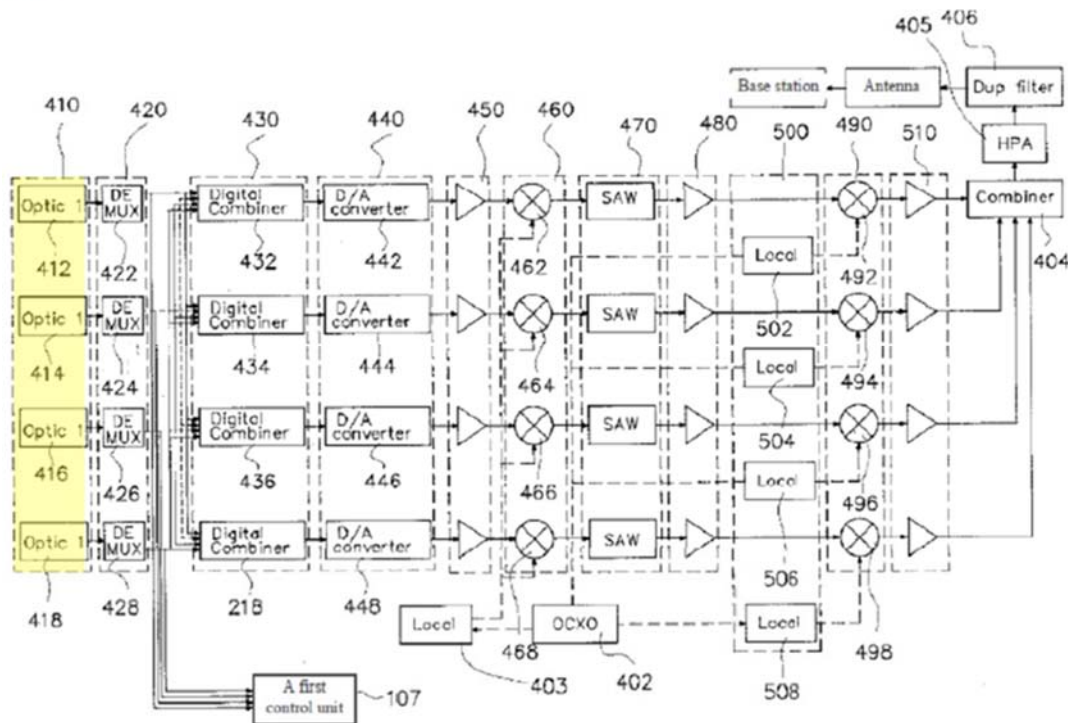 405
406
Base station
Antenna
Dup filter
410
420
430
440
450
460
470
480
500
490
510
HPA
Optic 1
DE
MUX
Digital
Combiner
D/A
converter
SAW
Combiner
412
422
432
442
462
Local
492
404
Optic 1
DE
MUX
Digital
Combiner
D/A
converter
SAW
502
414
424
434
444
464
Local
494
Optic 1
DE
MUX
Digital
Combiner
D/A
converter
SAW
504
416
426
436
446
466
Local
496
Optic 1
DE
MUX
Digital
Combiner
D/A
converter
SAW
506
418
428
218
448
Local
468
OCXO
Local
498
403
402
508
A first
control unit
107